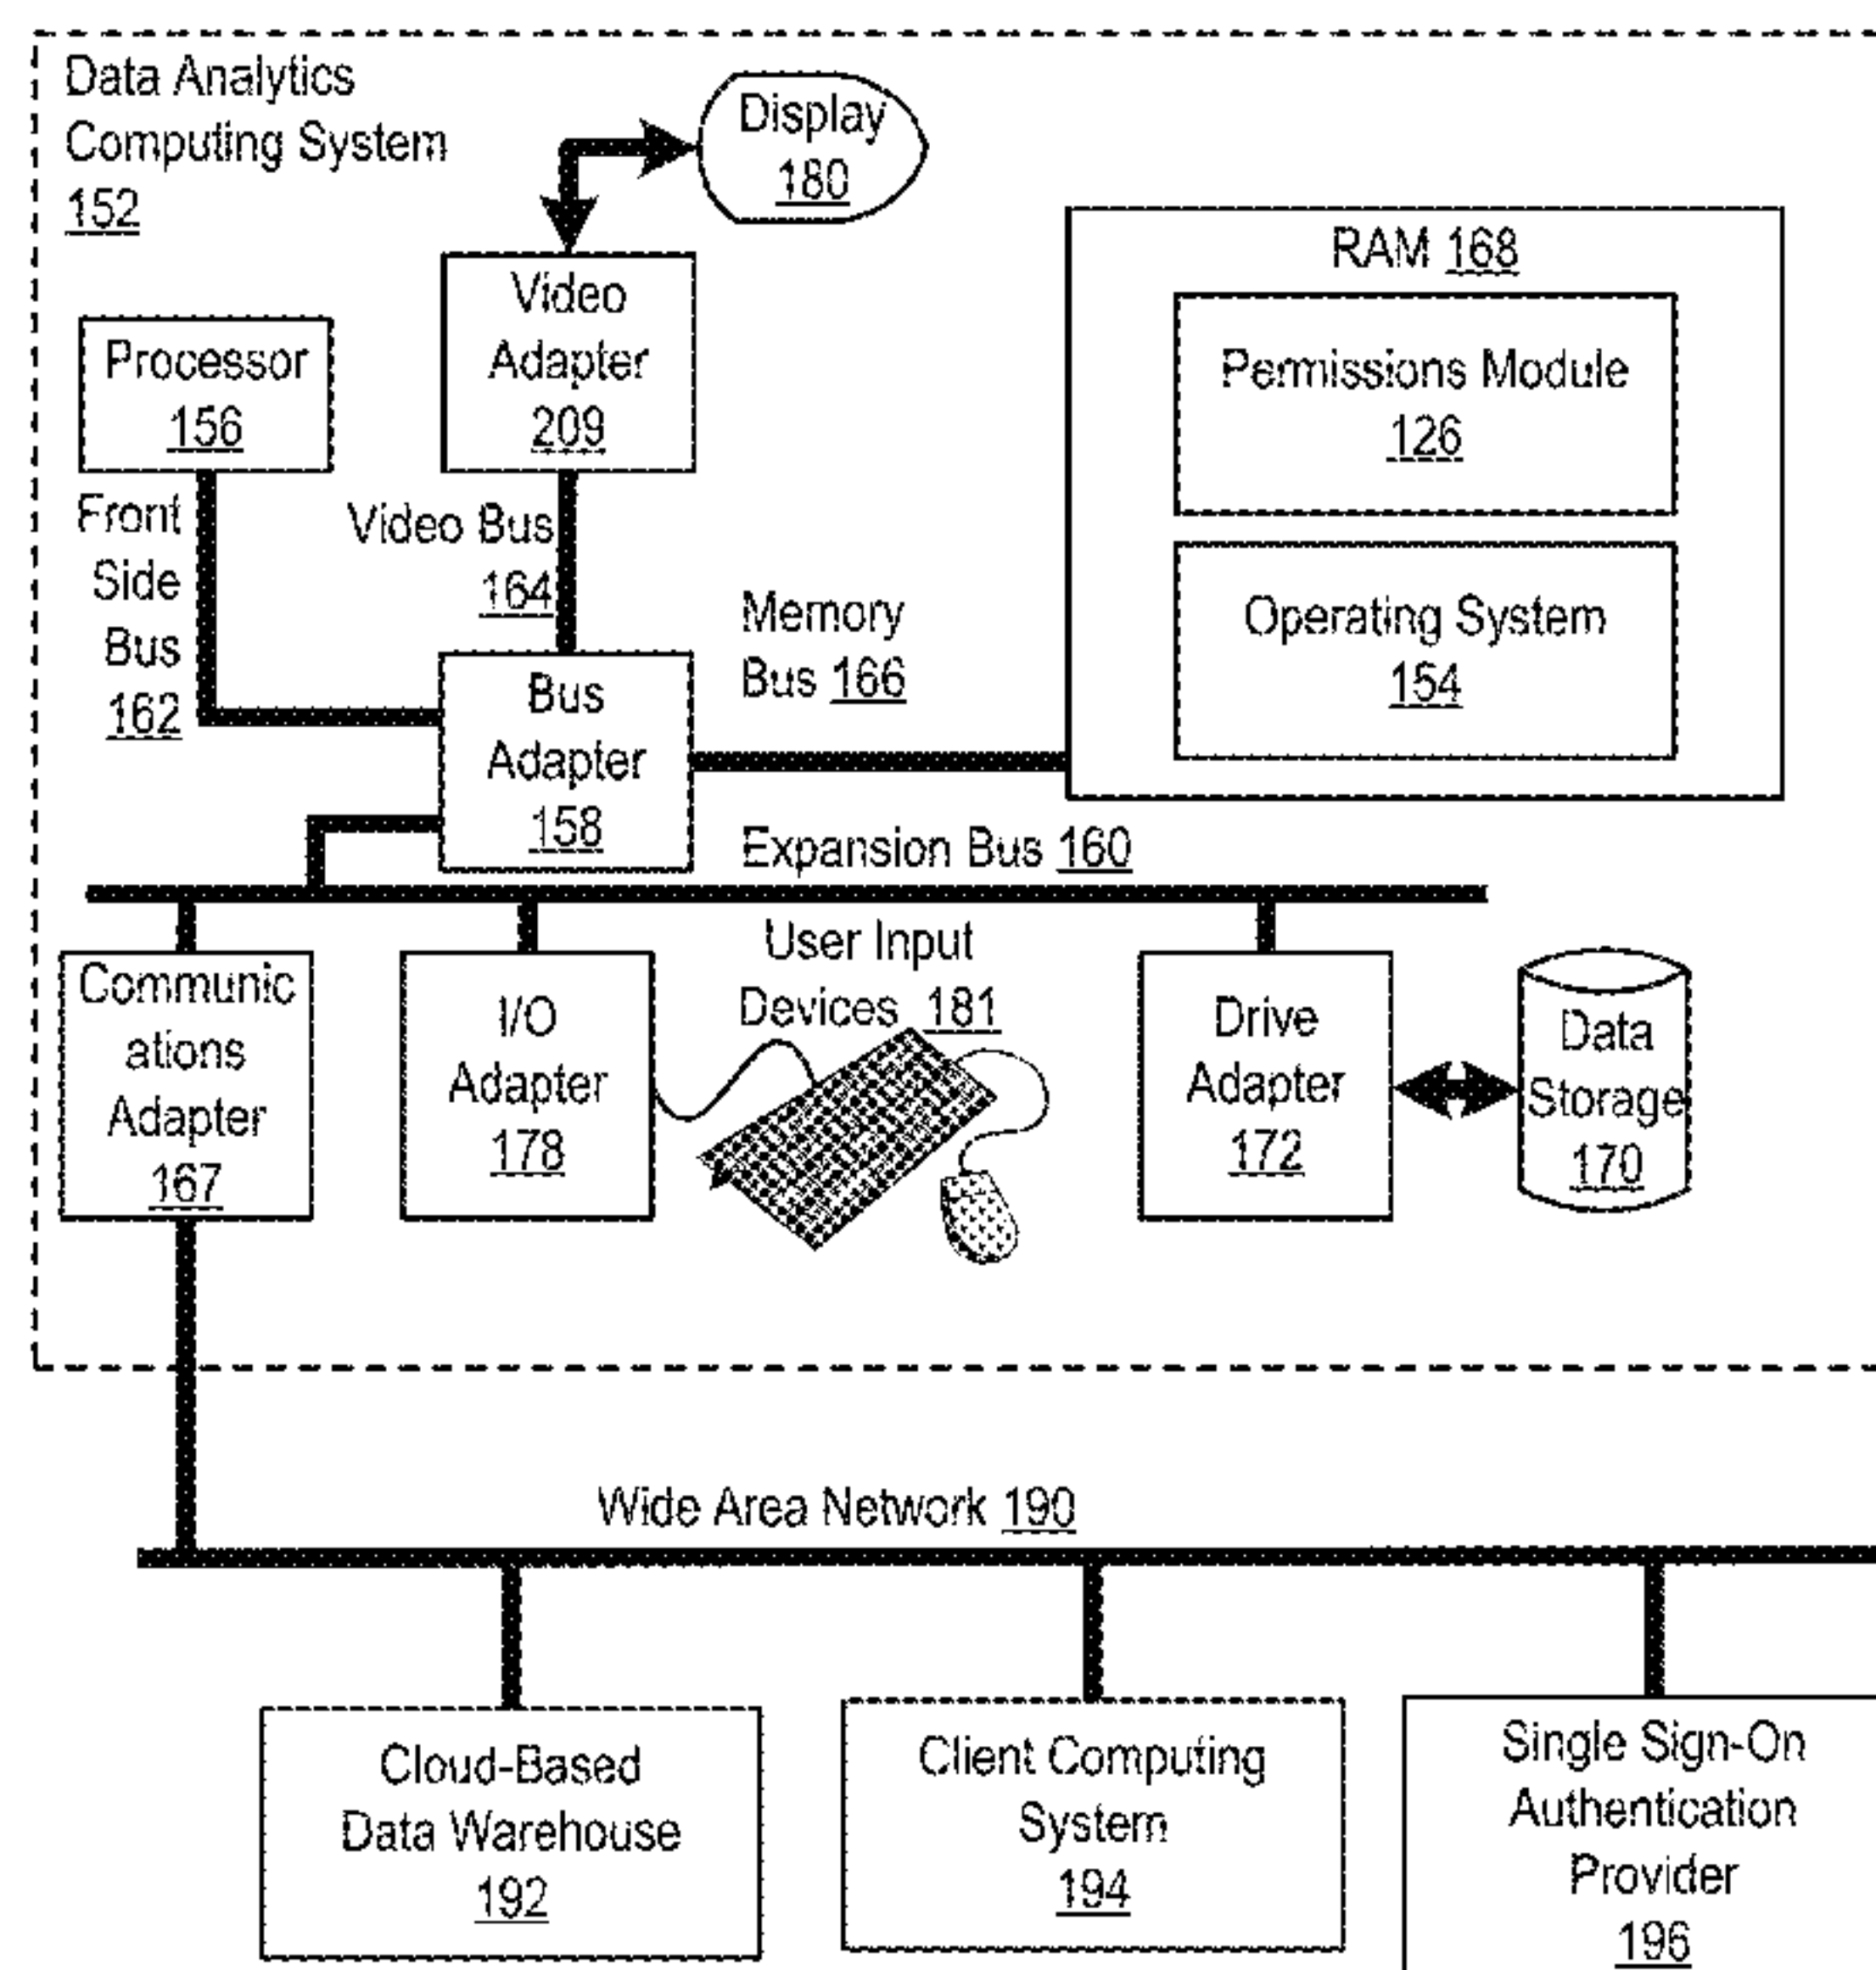 Data Analytics
Computing System
152
Display
180
RAM 168
Video
Adapter
209
Permissions Module
126
Processor
156
Front
Side
Bus
162
Video Bus
164
Operating System
154
Memory
Bus 166
Bus
Adapter
158
Expansion Bus 160
Communic
ations
Adapter
167
I/O
Adapter
178
User Input
Devices 181
Drive
Adapter
172
Data
Storage
170
Wide Area Network 190
Cloud-Based
Data Warehouse
192
Client Computing
System
194
Single Sign-On
Authentication
Provider
196